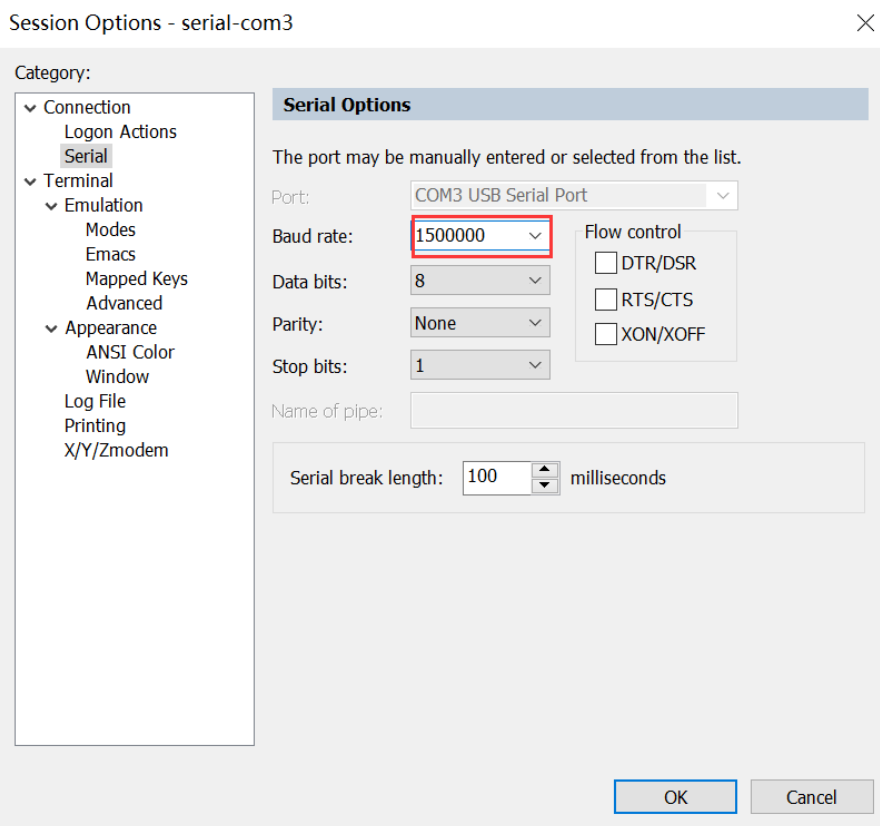 Session Options - serial-com3
Category:
Connection
Logon Actions
Serial
Terminal
Emulation
Modes
Emacs
Mapped Keys
Advanced
Appearance
ANSI Color
Window
Log File
Printing
X/Y/Zmodem
Serial Options
The port may be manually entered or selected from the list.
Port: COM3 USB Serial Port
Baud rate: 1500000
Data bits: 8
Parity: None
Stop bits: 1
Name of pipe:
Flow control
DTR/DSR
RTS/CTS
XON/XOFF
Serial break length: 100 milliseconds
OK Cancel